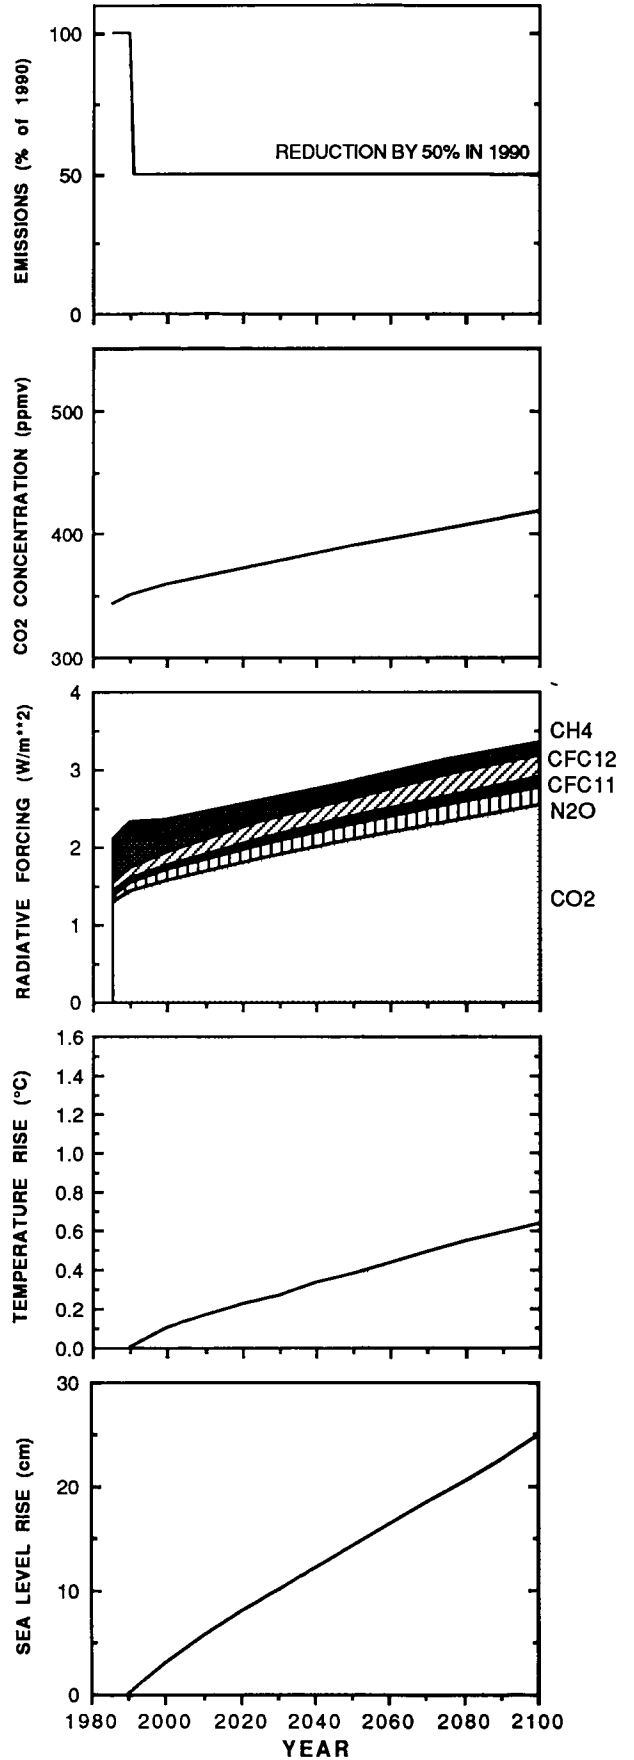 EMISSIONS (% of 1990)
100
50
0
REDUCTION BY 50% IN 1990
CO2 CONCENTRATION (ppmv)
500
400
300
RADIATIVE FORCING (W/m**2)
4
3
2
1
0
CH4
CFC12
CFC11
N2O
CO2
TEMPERATURE RISE (°C)
1.6
1.4
1.2
1.0
0.8
0.6
0.4
0.2
0.0
SEA LEVEL RISE (cm)
30
20
10
0
1980 2000 2020 2040 2060 2080 2100
YEAR